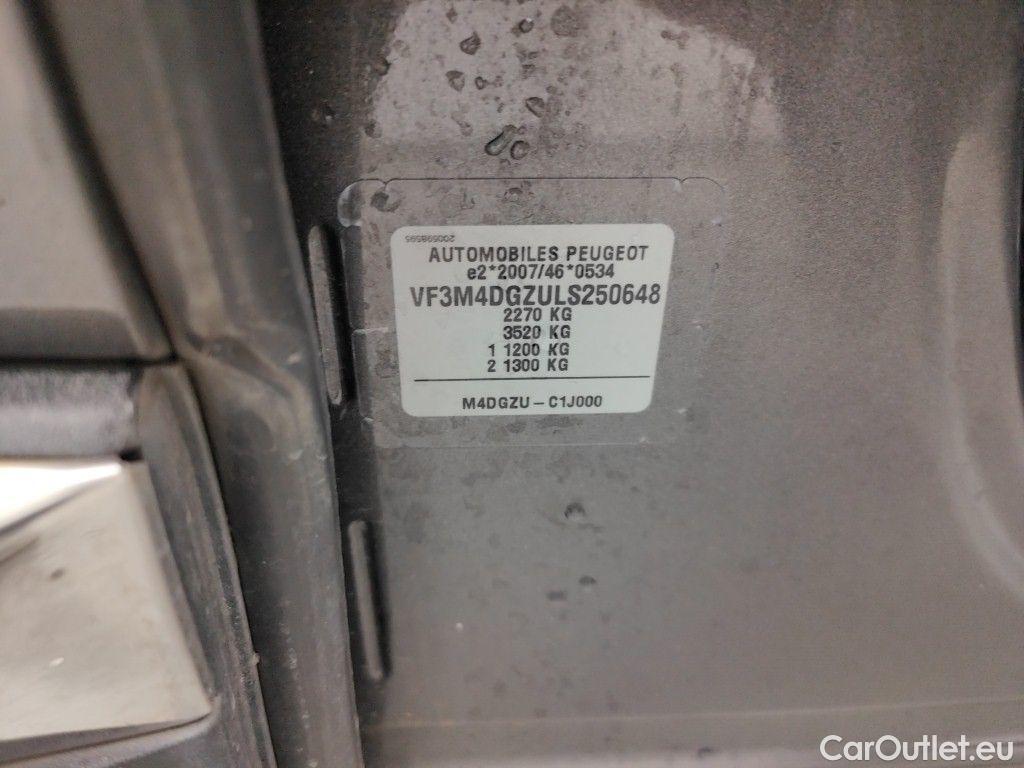 200598595
AUTOMOBILES PEUGEOT
e2*2007/46*0534
VF3M4DGZULS250648
2270 KG
3520 KG
1 1200 KG
2 1300 KG
M4DGZU - C1J000
CarOutlet.eu